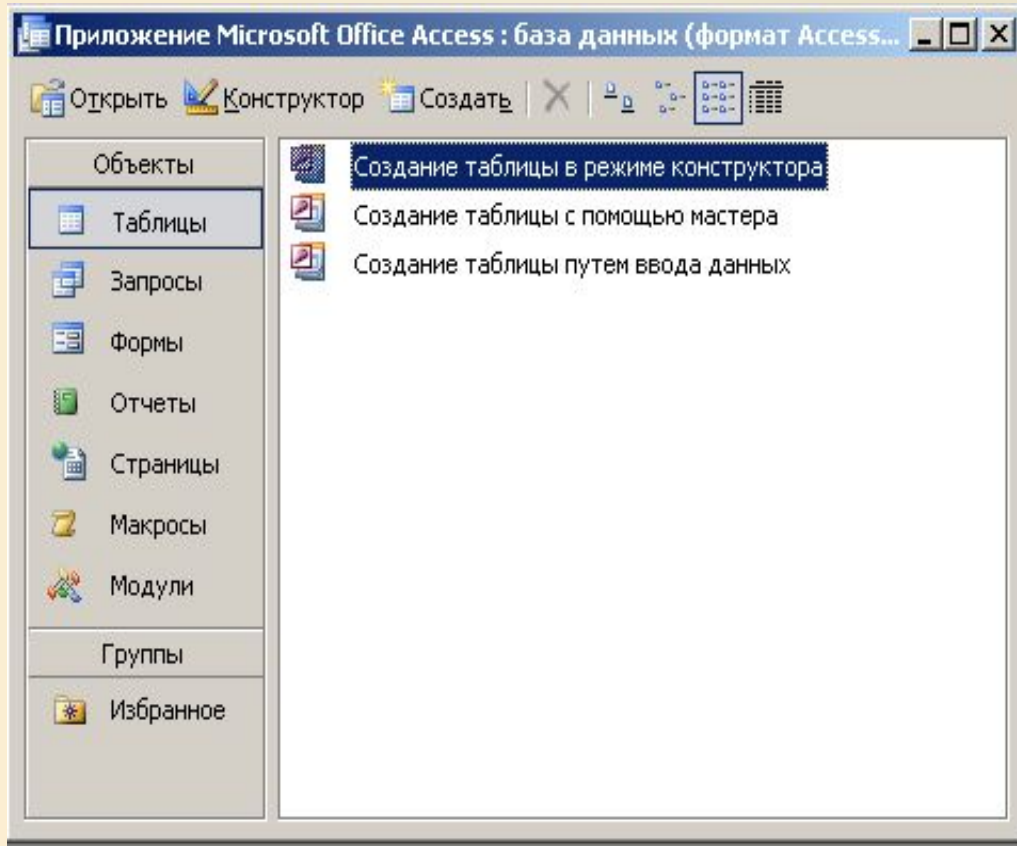 Приложение Microsoft Office Access : база данных (формат Access...
Открыть Конструктор Создать
Объекты
Таблицы
Запросы
Формы
Отчеты
Страницы
Макросы
Модули
Группы
Избранное
Создание таблицы в режиме конструктора
Создание таблицы с помощью мастера
Создание таблицы путем ввода данных